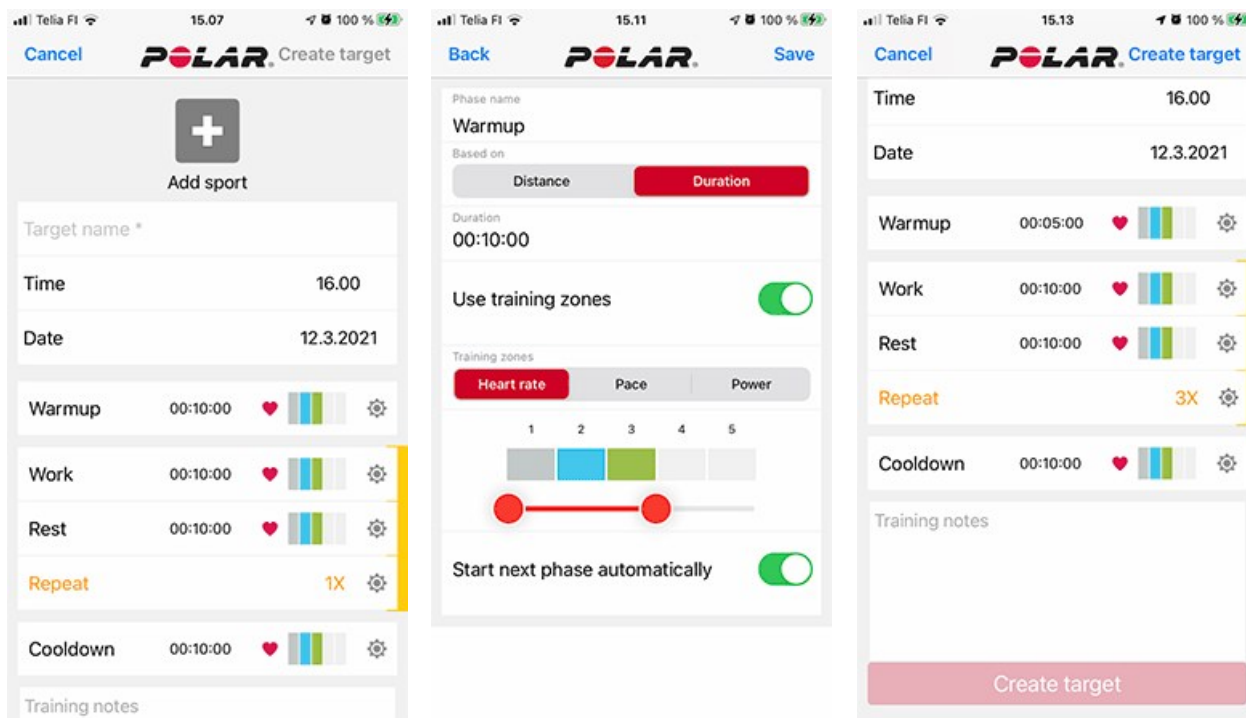 Telia FI 15.07 100 %
Cancel POLAR. Create target
Add sport
Target name *
Time 16.00
Date 12.3.2021
Warmup 00:10:00
Work 00:10:00
Rest 00:10:00
Repeat 1X
Cooldown 00:10:00
Training notes
Telia FI 15.11 100 %
Back POLAR. Save
Phase name
Warmup
Based on
Distance Duration
Duration
00:10:00
Use training zones
Training zones
Heart rate Pace Power
1 2 3 4 5
Start next phase automatically
Telia FI 15.13 100 %
Cancel POLAR. Create target
Time 16.00
Date 12.3.2021
Warmup 00:05:00
Work 00:10:00
Rest 00:10:00
Repeat 3X
Cooldown 00:10:00
Training notes
Create target